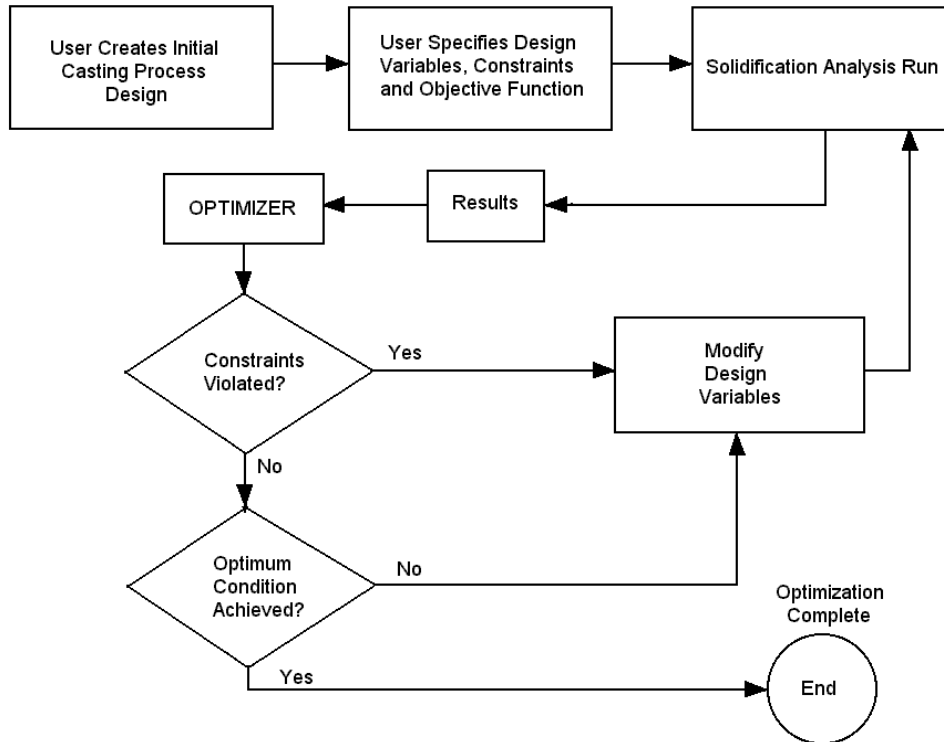 User Creates Initial
Casting Process
Design
User Specifies Design
Variables, Constraints
and Objective Function
Solidification Analysis Run
OPTIMIZER
Results
Constraints
Violated?
Yes
Modify
Design
Variables
No
Optimum
Condition
Achieved?
No
Optimization
Complete
Yes
End